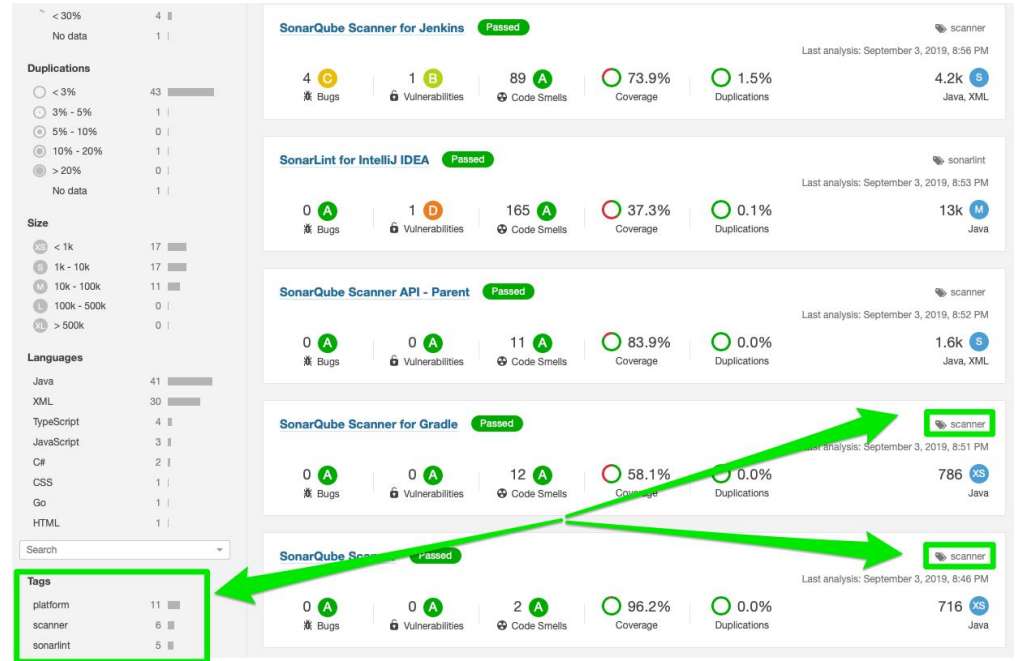 < 30% 4
No data 1
Duplications
< 3% 43
3% - 5% 1
5% - 10% 0
10% - 20% 1
> 20% 0
No data 1
Size
XS < 1k 17
S 1k - 10k 17
M 10k - 100k 11
L 100k - 500k 0
XL > 500k 0
Languages
Java 41
XML 30
TypeScript 4
JavaScript 3
C# 2
CSS 1
Go 1
HTML 1
Search
Tags
platform 11
scanner 6
sonarlint 5
SonarQube Scanner for Jenkins Passed scanner
Last analysis: September 3, 2019, 8:56 PM
4 C 1 B 89 A 73.9% 1.5% 4.2k S
Bugs Vulnerabilities Code Smells Coverage Duplications Java, XML
SonarLint for IntelliJ IDEA Passed sonarlint
Last analysis: September 3, 2019, 8:53 PM
0 A 1 D 165 A 37.3% 0.1% 13k M
Bugs Vulnerabilities Code Smells Coverage Duplications Java
SonarQube Scanner API - Parent Passed scanner
Last analysis: September 3, 2019, 8:52 PM
0 A 0 A 11 A 83.9% 0.0% 1.6k S
Bugs Vulnerabilities Code Smells Coverage Duplications Java, XML
SonarQube Scanner for Gradle Passed scanner
Last analysis: September 3, 2019, 8:51 PM
0 A 0 A 12 A 58.1% 0.0% 786 XS
Bugs Vulnerabilities Code Smells Coverage Duplications Java
SonarQube Passed scanner
Last analysis: September 3, 2019, 8:46 PM
0 A 0 A 2 A 96.2% 0.0% 716 XS
Bugs Vulnerabilities Code Smells Coverage Duplications Java